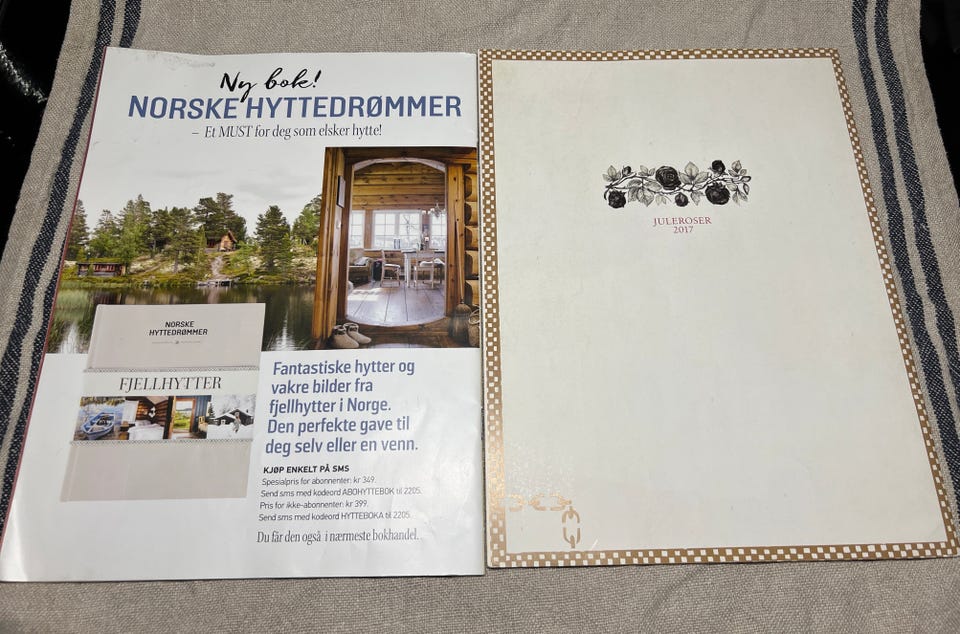 Ny bok!
NORSKE HYTTEDRØMMER
– Et MUST for deg som elsker hytte!
NORSKE
HYTTEDRØMMER
FJELLHYTTER
Fantastiske hytter og
vakre bilder fra
fjellhytter i Norge.
Den perfekte gave til
deg selv eller en venn.
KJØP ENKELT PÅ SMS
Spesialpris for abonnenter: kr 349.
Send sms med kodeord ABOHYTTEBOK til 2205.
Pris for ikke-abonnenter: kr 399.
Send sms med kodeord HYTTEBOKA til 2205.
Du får den også i nærmeste bokhandel.
JULEROSER
2017